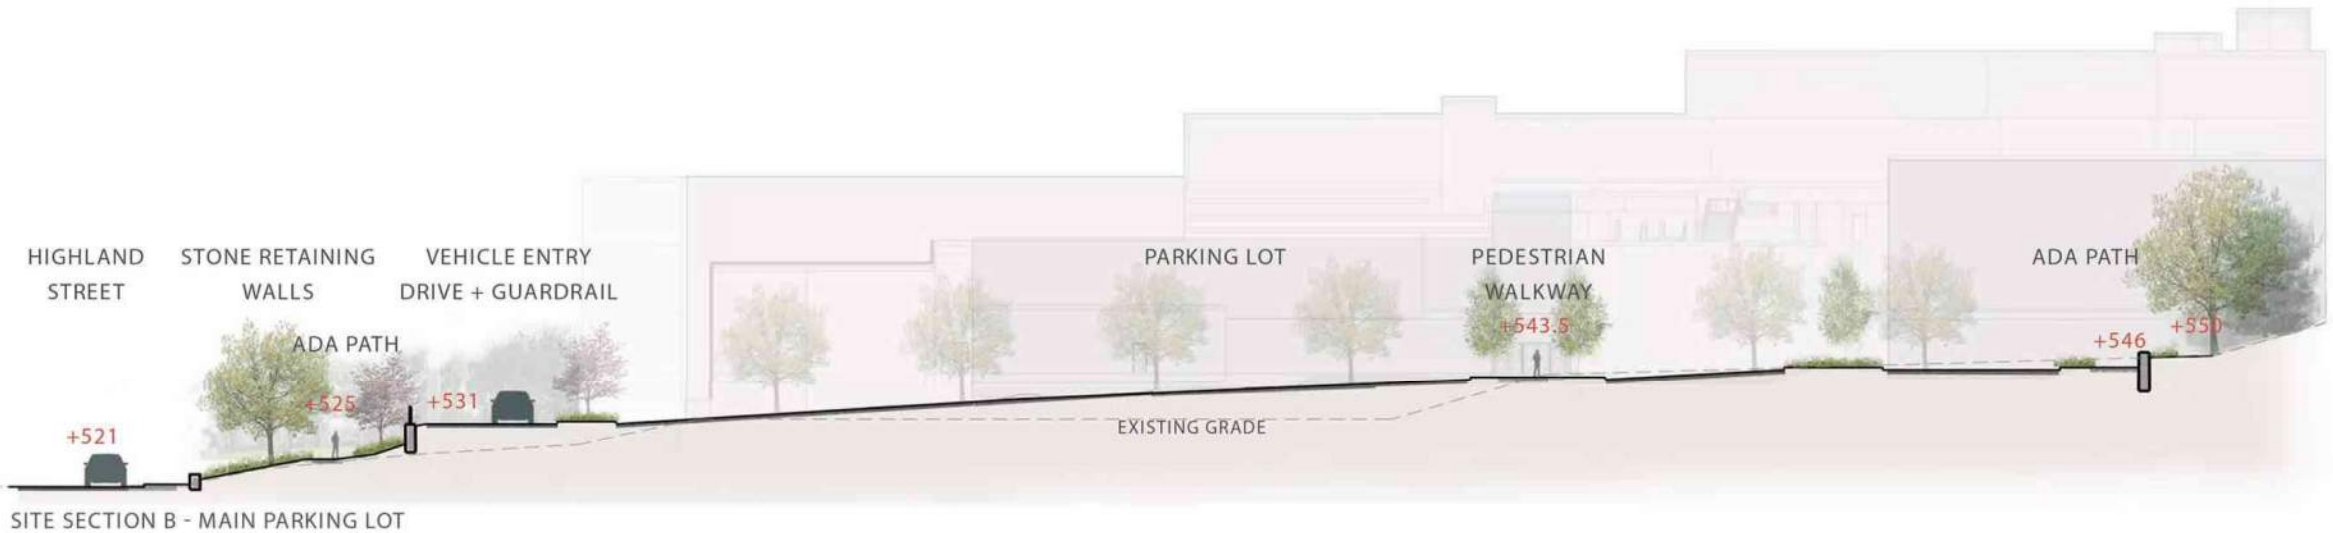 HIGHLAND
STREET
STONE RETAINING
WALLS
VEHICLE ENTRY
DRIVE + GUARDRAIL
PARKING LOT
PEDESTRIAN
WALKWAY
ADA PATH
+543.5
+550
+546
ADA PATH
+525
+531
+521
EXISTING GRADE
SITE SECTION B - MAIN PARKING LOT